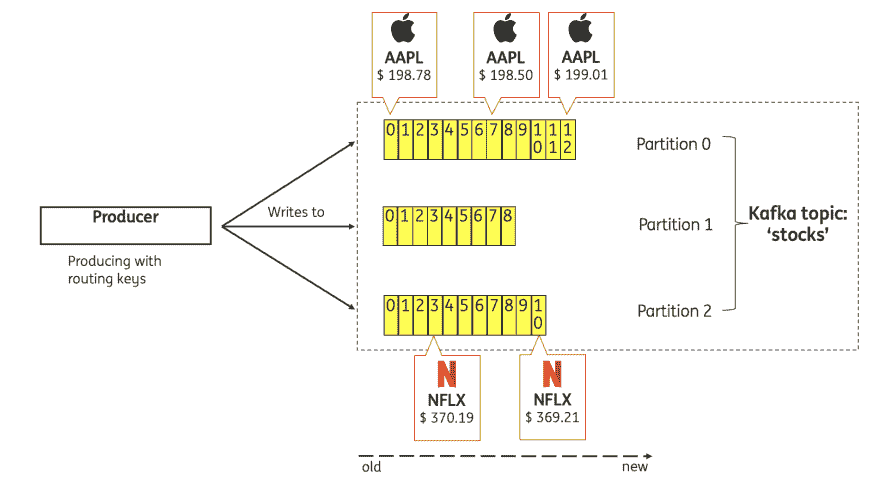 AAPL
$ 198.78
AAPL
$ 198.50
AAPL
$ 199.01
0 1 2 3 4 5 6 7 8 9 10 11 12
Partition 0
Producer
Writes to
0 1 2 3 4 5 6 7 8
Partition 1
Kafka topic:
‘stocks’
Producing with
routing keys
0 1 2 3 4 5 6 7 8 9 10
Partition 2
N
NFLX
$ 370.19
N
NFLX
$ 369.21
old
new